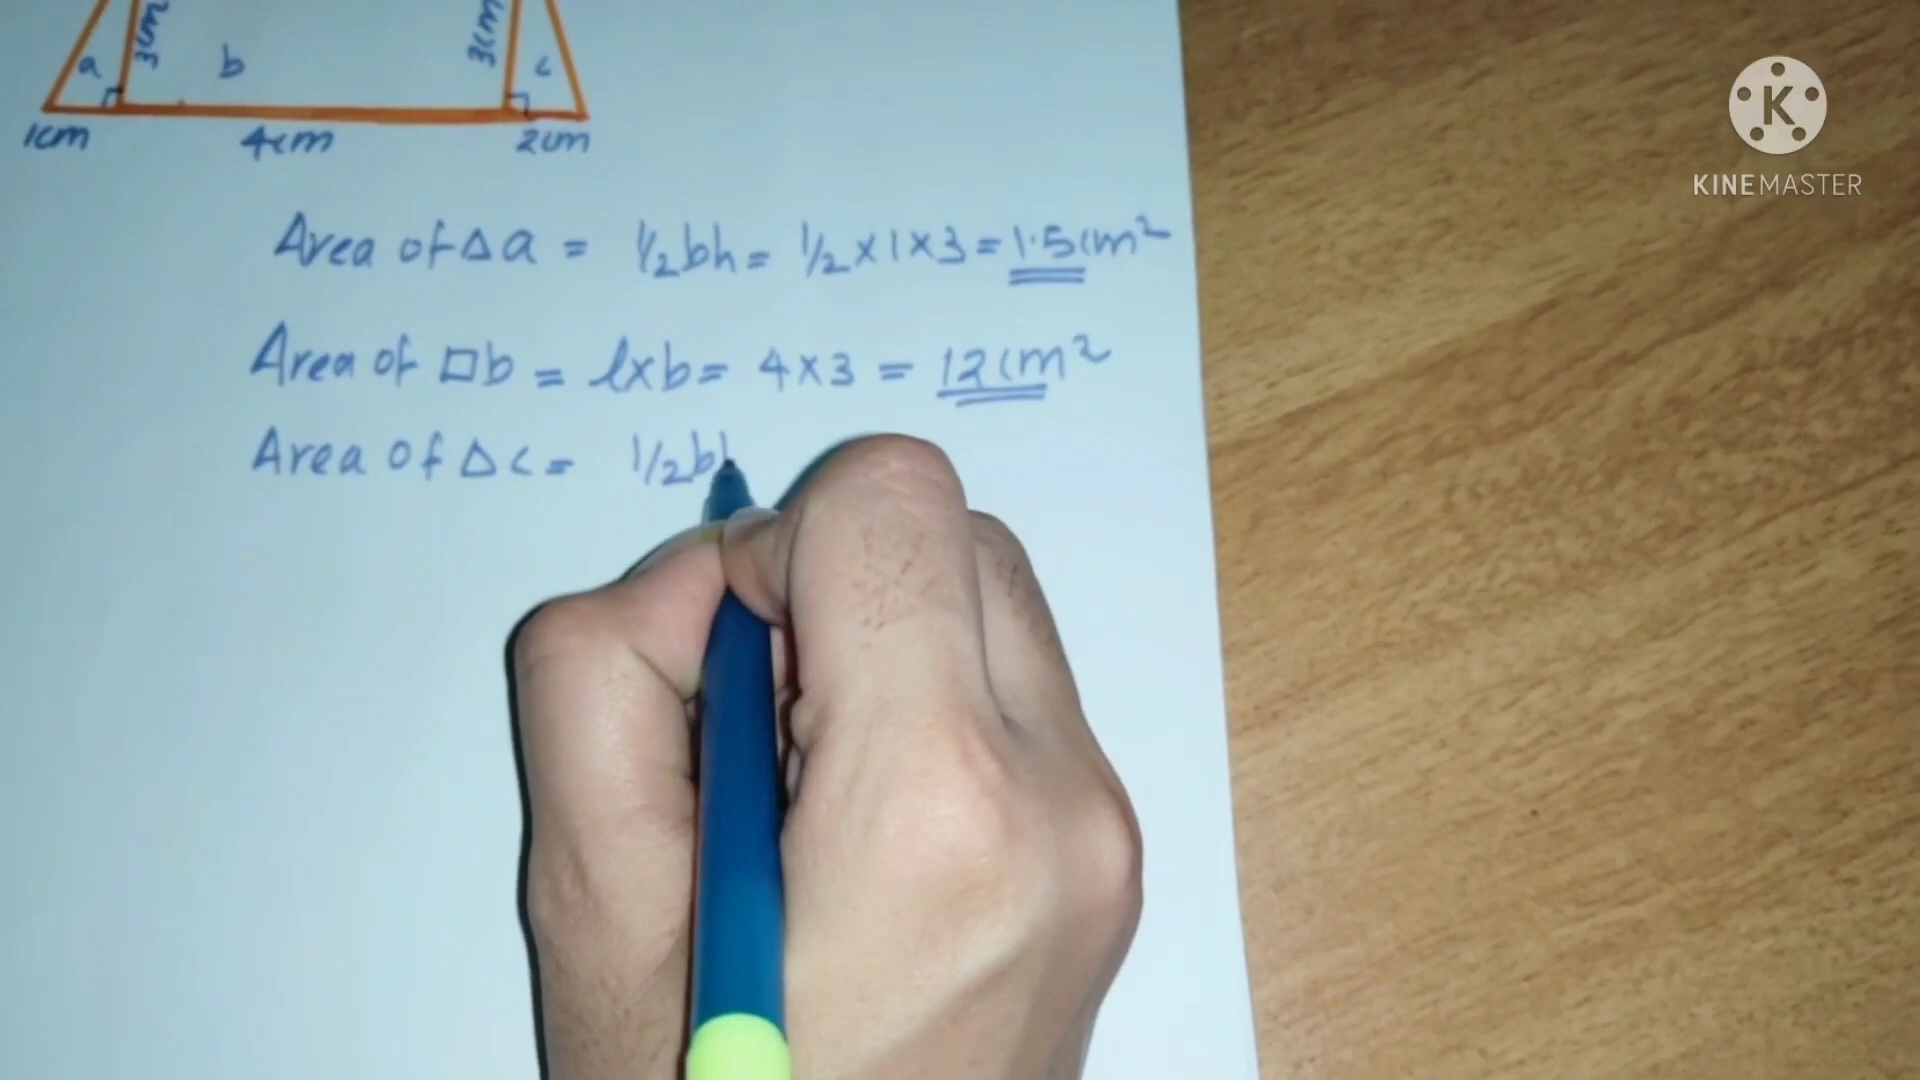 3cm 3cm
a b c
1cm 4cm 2cm
Area of Δa = 1/2bh = 1/2 × 1 × 3 = 1.5cm²
Area of □b = l×b = 4×3 = 12cm²
Area of Δc = 1/2bh
K
KINEMASTER